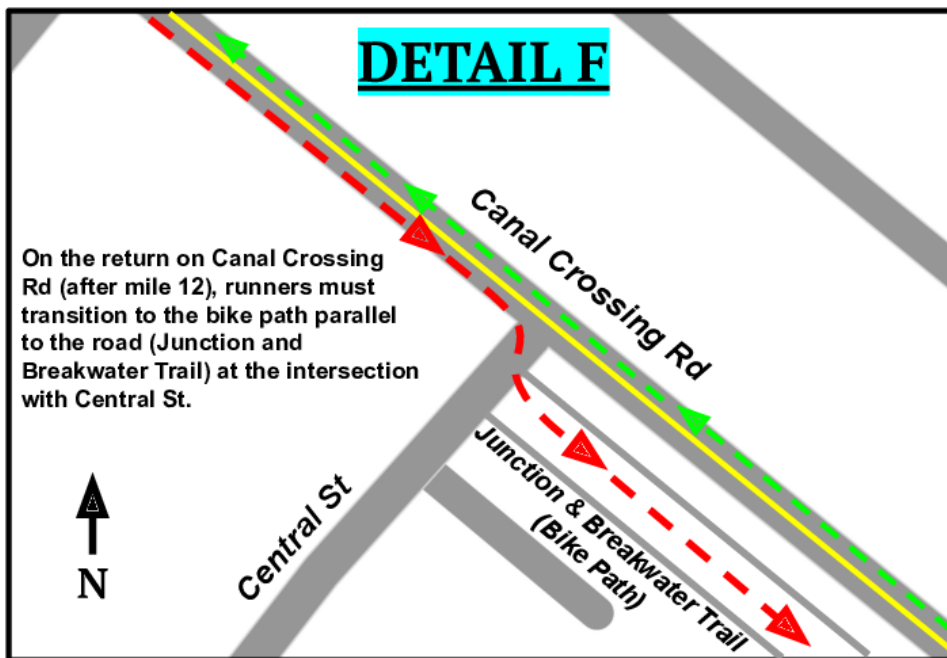 DETAIL F
Canal Crossing Rd
On the return on Canal Crossing
Rd (after mile 12), runners must
transition to the bike path parallel
to the road (Junction and
Breakwater Trail) at the intersection
with Central St.
Junction & Breakwater Trail
(Bike Path)
Central St
N